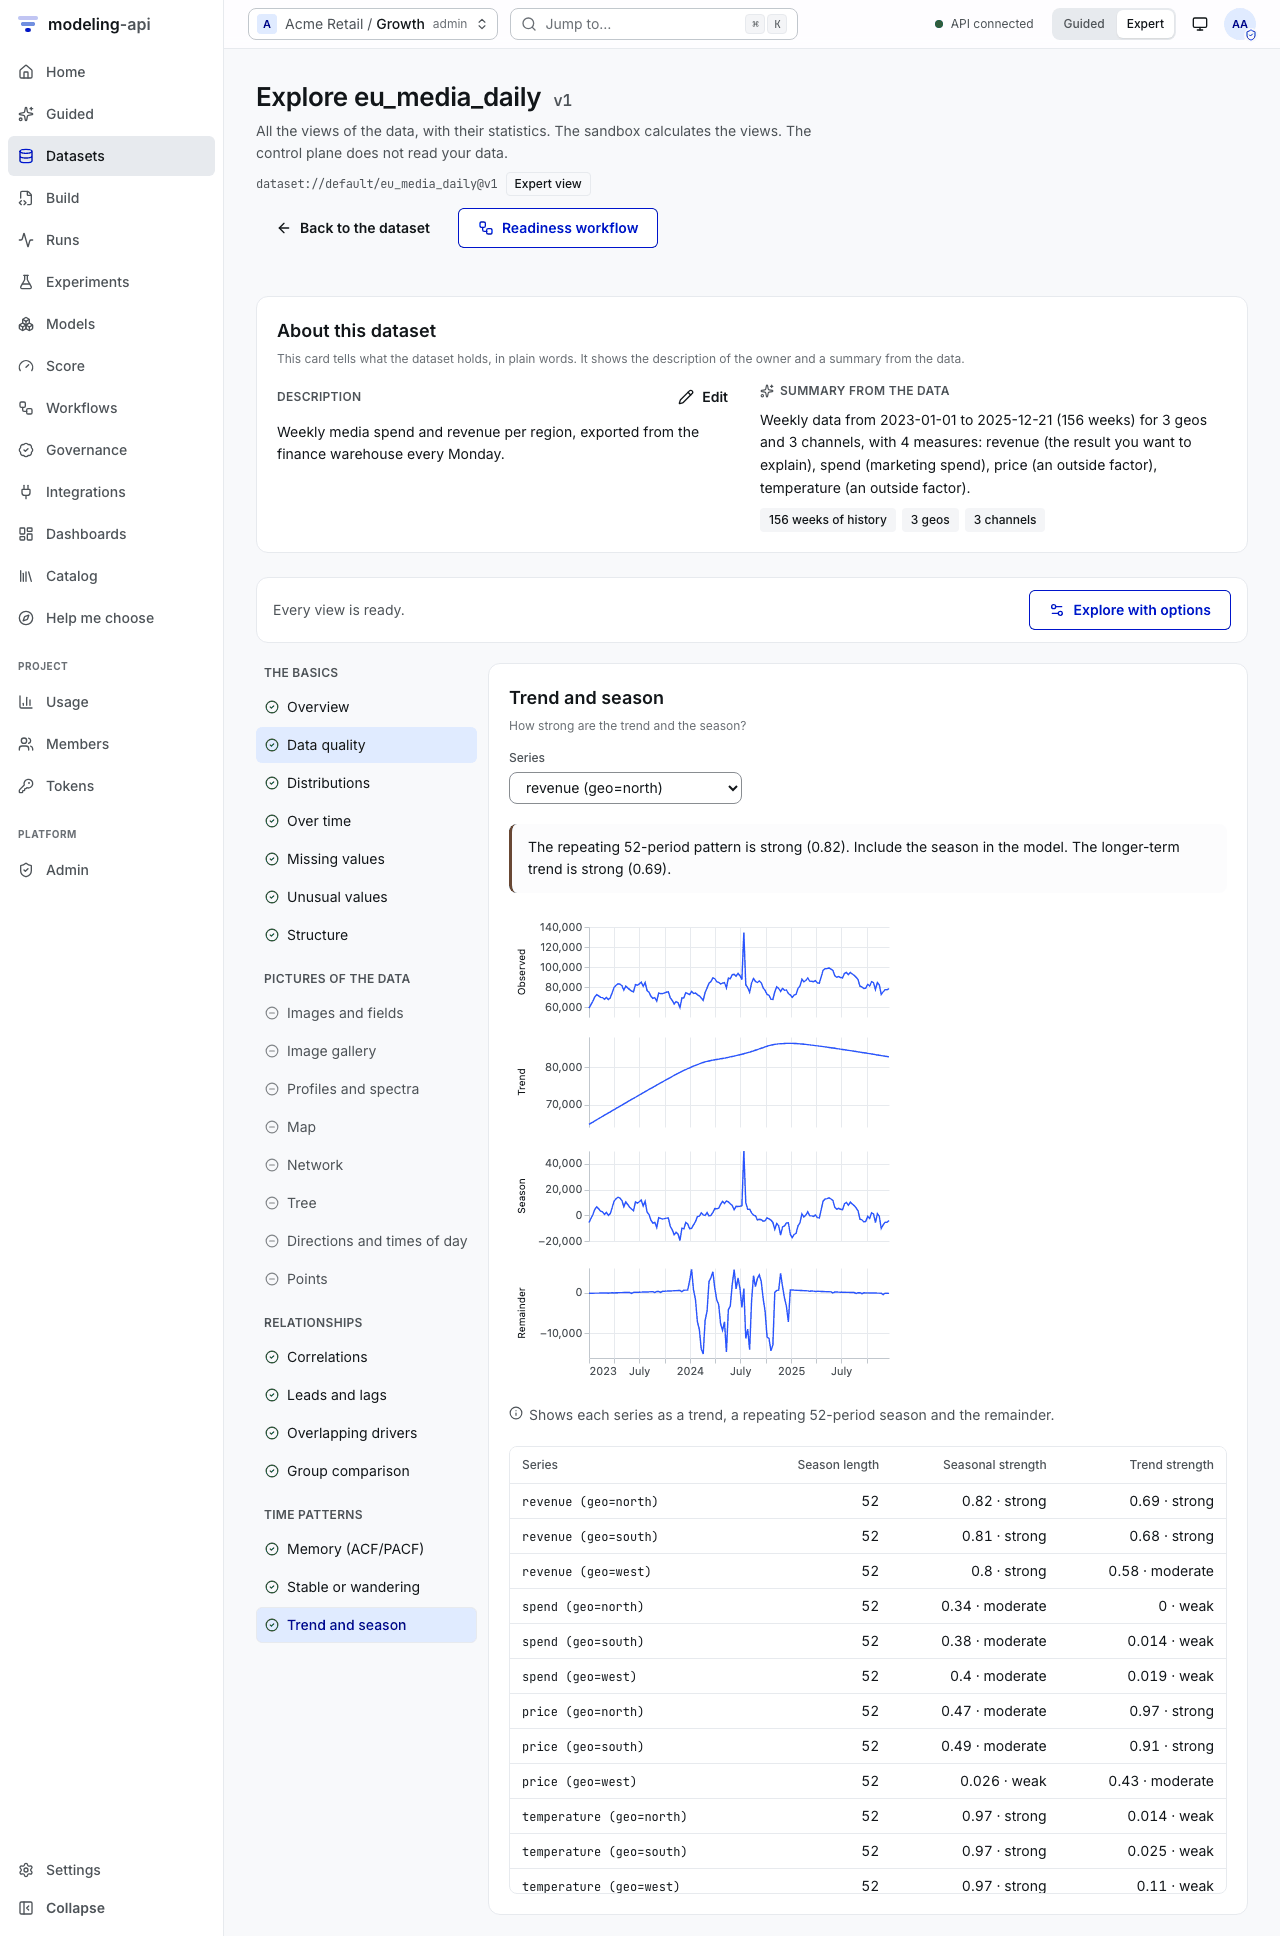 modeling-api
A Acme Retail / Growth admin
Jump to... ⌘ K
API connected
Guided Expert
AA
Home
Guided
Datasets
Build
Runs
Experiments
Models
Score
Workflows
Governance
Integrations
Dashboards
Catalog
Help me choose
PROJECT
Usage
Members
Tokens
PLATFORM
Admin
Settings
Collapse
Explore eu_media_daily v1
All the views of the data, with their statistics. The sandbox calculates the views. The
control plane does not read your data.
dataset://default/eu_media_daily@v1 Expert view
Back to the dataset Readiness workflow
About this dataset
This card tells what the dataset holds, in plain words. It shows the description of the owner and a summary from the data.
DESCRIPTION Edit
Weekly media spend and revenue per region, exported from the
finance warehouse every Monday.
SUMMARY FROM THE DATA
Weekly data from 2023-01-01 to 2025-12-21 (156 weeks) for 3 geos
and 3 channels, with 4 measures: revenue (the result you want to
explain), spend (marketing spend), price (an outside factor),
temperature (an outside factor).
156 weeks of history 3 geos 3 channels
Every view is ready. Explore with options
THE BASICS
Overview
Data quality
Distributions
Over time
Missing values
Unusual values
Structure
PICTURES OF THE DATA
Images and fields
Image gallery
Profiles and spectra
Map
Network
Tree
Directions and times of day
Points
RELATIONSHIPS
Correlations
Leads and lags
Overlapping drivers
Group comparison
TIME PATTERNS
Memory (ACF/PACF)
Stable or wandering
Trend and season
Trend and season
How strong are the trend and the season?
Series
revenue (geo=north)
The repeating 52-period pattern is strong (0.82). Include the season in the model. The longer-term
trend is strong (0.69).
Observed
140,000
120,000
100,000
80,000
60,000
Trend
80,000
70,000
Season
40,000
20,000
0
−20,000
Remainder
0
−10,000
2023 July 2024 July 2025 July
Shows each series as a trend, a repeating 52-period season and the remainder.
Series Season length Seasonal strength Trend strength
revenue (geo=north) 52 0.82 · strong 0.69 · strong
revenue (geo=south) 52 0.81 · strong 0.68 · strong
revenue (geo=west) 52 0.8 · strong 0.58 · moderate
spend (geo=north) 52 0.34 · moderate 0 · weak
spend (geo=south) 52 0.38 · moderate 0.014 · weak
spend (geo=west) 52 0.4 · moderate 0.019 · weak
price (geo=north) 52 0.47 · moderate 0.97 · strong
price (geo=south) 52 0.49 · moderate 0.91 · strong
price (geo=west) 52 0.026 · weak 0.43 · moderate
temperature (geo=north) 52 0.97 · strong 0.014 · weak
temperature (geo=south) 52 0.97 · strong 0.025 · weak
temperature (geo=west) 52 0.97 · strong 0.11 · weak